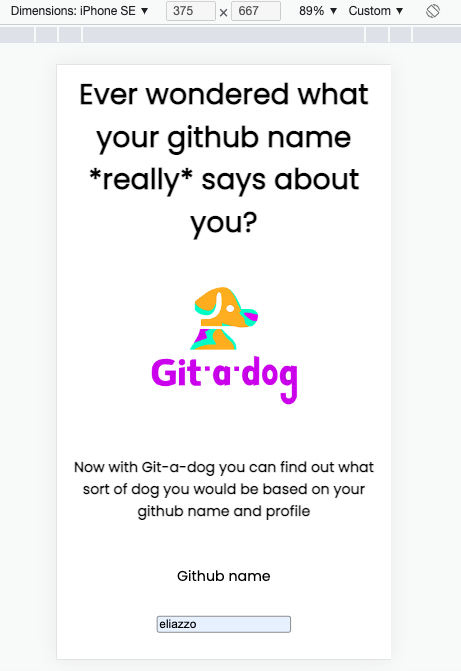 Dimensions: iPhone SE ▼ 375 × 667 89% ▼ Custom ▼
Ever wondered what
your github name
*really* says about
you?
Git·a·dog
Now with Git-a-dog you can find out what
sort of dog you would be based on your
github name and profile
Github name
eliazzo